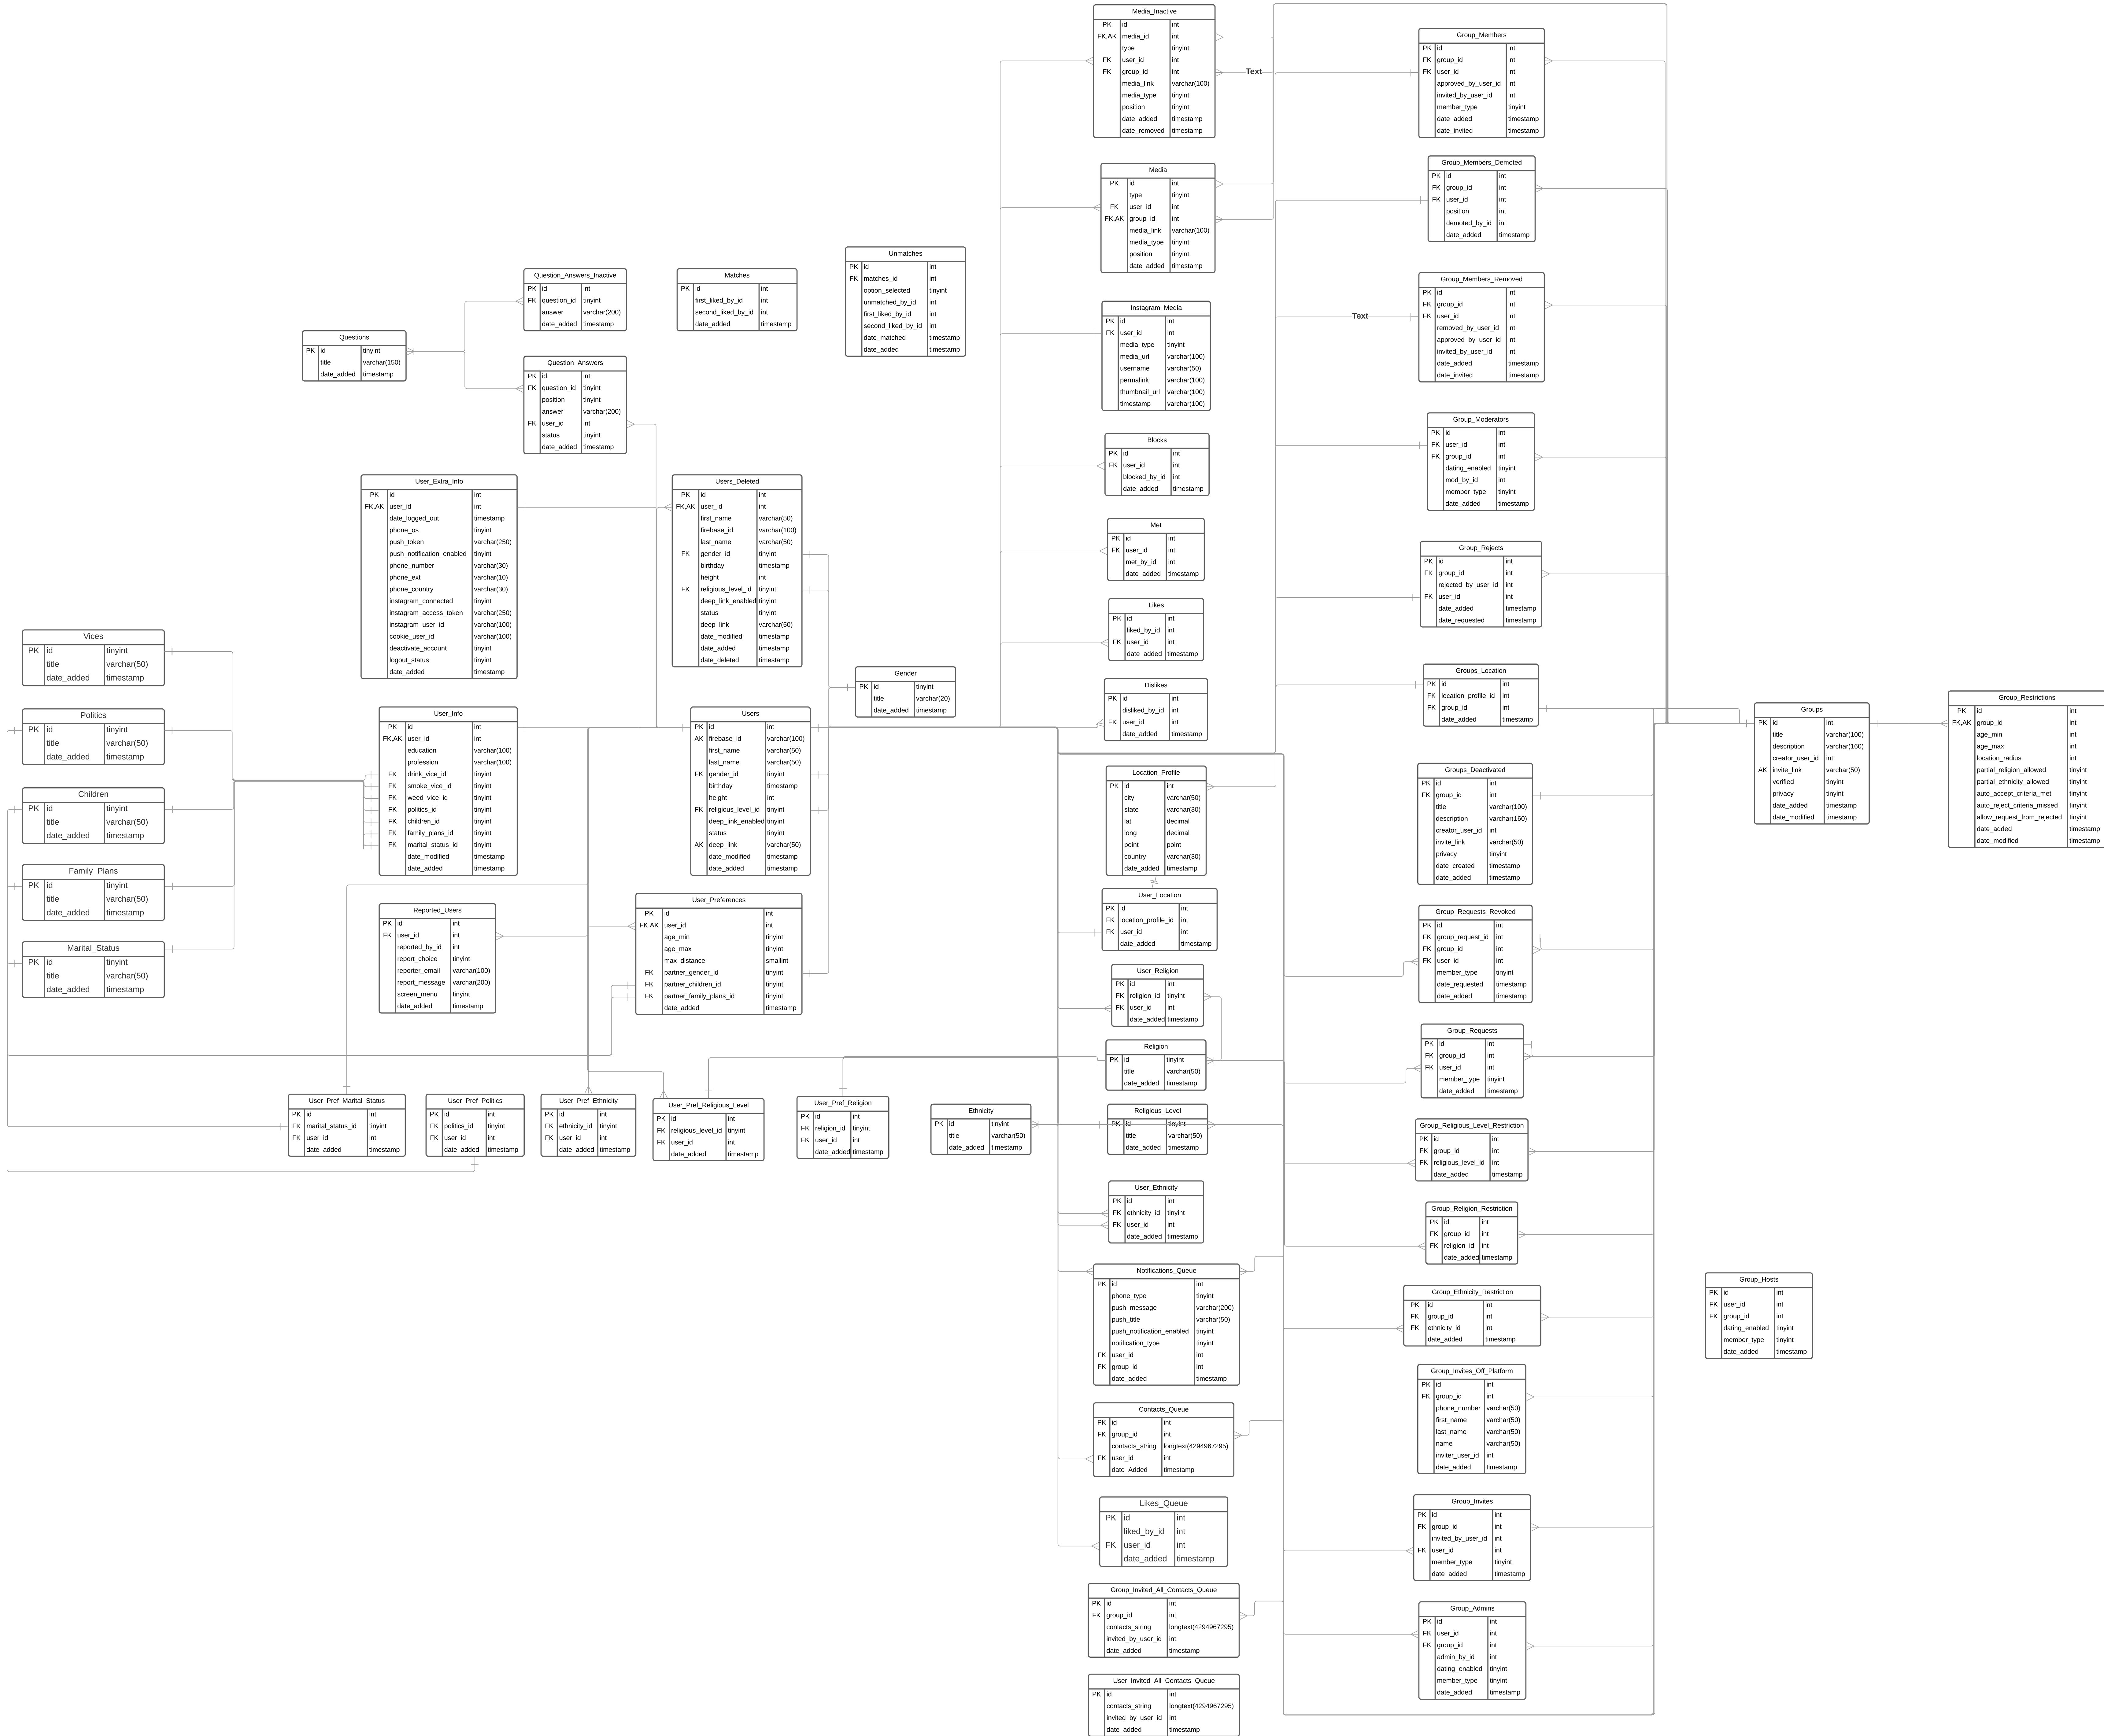 Media_Inactive
PK id int
FK,AK media_id int
type tinyint
FK user_id int
FK group_id int
media_link varchar(100)
media_type tinyint
position tinyint
date_added timestamp
date_removed timestamp
Text
Group_Members
PK id int
FK group_id int
FK user_id int
approved_by_user_id int
invited_by_user_id int
member_type tinyint
date_added timestamp
date_invited timestamp
Media
PK id int
type tinyint
FK user_id int
FK,AK group_id int
media_link varchar(100)
media_type tinyint
position tinyint
date_added timestamp
Group_Members_Demoted
PK id int
FK group_id int
FK user_id int
position int
demoted_by_id int
date_added timestamp
Unmatches
PK id int
FK matches_id int
option_selected tinyint
unmatched_by_id int
first_liked_by_id int
second_liked_by_id int
date_matched timestamp
date_added timestamp
Question_Answers_Inactive
PK id int
FK question_id tinyint
answer varchar(200)
date_added timestamp
Matches
PK id int
first_liked_by_id int
second_liked_by_id int
date_added timestamp
Group_Members_Removed
PK id int
FK group_id int
FK user_id int
removed_by_user_id int
approved_by_user_id int
invited_by_user_id int
date_added timestamp
date_invited timestamp
Text
Instagram_Media
PK id int
FK user_id int
media_type tinyint
media_url varchar(100)
username varchar(50)
permalink varchar(100)
thumbnail_url varchar(100)
timestamp varchar(100)
Questions
PK id tinyint
title varchar(150)
date_added timestamp
Question_Answers
PK id int
FK question_id tinyint
position tinyint
answer varchar(200)
FK user_id int
status tinyint
date_added timestamp
Group_Moderators
PK id int
FK user_id int
FK group_id int
dating_enabled tinyint
mod_by_id int
member_type tinyint
date_added timestamp
Blocks
PK id int
FK user_id int
blocked_by_id int
date_added timestamp
User_Extra_Info
PK id int
FK,AK user_id int
date_logged_out timestamp
phone_os tinyint
push_token varchar(250)
push_notification_enabled tinyint
phone_number varchar(30)
phone_ext varchar(10)
phone_country varchar(30)
instagram_connected tinyint
instagram_access_token varchar(250)
instagram_user_id varchar(100)
cookie_user_id varchar(100)
deactivate_account tinyint
logout_status tinyint
date_added timestamp
Users_Deleted
PK id int
FK,AK user_id int
first_name varchar(50)
firebase_id varchar(100)
last_name varchar(50)
FK gender_id tinyint
birthday timestamp
height int
FK religious_level_id tinyint
deep_link_enabled tinyint
status tinyint
deep_link varchar(50)
date_modified timestamp
date_added timestamp
date_deleted timestamp
Met
PK id int
FK user_id int
met_by_id int
date_added timestamp
Group_Rejects
PK id int
FK group_id int
rejected_by_user_id int
FK user_id int
date_added timestamp
date_requested timestamp
Likes
PK id int
liked_by_id int
FK user_id int
date_added timestamp
Vices
PK id tinyint
title varchar(50)
date_added timestamp
Gender
PK id tinyint
title varchar(20)
date_added timestamp
Groups_Location
PK id int
FK location_profile_id int
FK group_id int
date_added timestamp
Dislikes
PK id int
disliked_by_id int
FK user_id int
date_added timestamp
Group_Restrictions
PK id int
FK,AK group_id int
age_min int
age_max int
location_radius int
partial_religion_allowed tinyint
partial_ethnicity_allowed tinyint
auto_accept_criteria_met tinyint
auto_reject_criteria_missed tinyint
allow_request_from_rejected tinyint
date_added timestamp
date_modified timestamp
Groups
PK id int
title varchar(100)
description varchar(160)
creator_user_id int
AK invite_link varchar(50)
verified tinyint
privacy tinyint
date_added timestamp
date_modified timestamp
Politics
PK id tinyint
title varchar(50)
date_added timestamp
User_Info
PK id int
FK,AK user_id int
education varchar(100)
profession varchar(100)
FK drink_vice_id tinyint
FK smoke_vice_id tinyint
FK weed_vice_id tinyint
FK politics_id tinyint
FK children_id tinyint
FK family_plans_id tinyint
FK marital_status_id tinyint
date_modified timestamp
date_added timestamp
Users
PK id int
AK firebase_id varchar(100)
first_name varchar(50)
last_name varchar(50)
FK gender_id tinyint
birthday timestamp
height int
FK religious_level_id tinyint
deep_link_enabled tinyint
status tinyint
AK deep_link varchar(50)
date_modified timestamp
date_added timestamp
Location_Profile
PK id int
city varchar(50)
state varchar(30)
lat decimal
long decimal
point point
country varchar(30)
date_added timestamp
Groups_Deactivated
PK id int
FK group_id int
title varchar(100)
description varchar(160)
creator_user_id int
invite_link varchar(50)
privacy tinyint
date_created timestamp
date_added timestamp
Children
PK id tinyint
title varchar(50)
date_added timestamp
Family_Plans
PK id tinyint
title varchar(50)
date_added timestamp
Marital_Status
PK id tinyint
title varchar(50)
date_added timestamp
Reported_Users
PK id int
FK user_id int
reported_by_id int
report_choice tinyint
reporter_email varchar(100)
report_message varchar(200)
screen_menu tinyint
date_added timestamp
User_Preferences
PK id int
FK,AK user_id int
age_min tinyint
age_max tinyint
max_distance smallint
FK partner_gender_id tinyint
FK partner_children_id tinyint
FK partner_family_plans_id tinyint
date_added timestamp
User_Location
PK id int
FK location_profile_id int
FK user_id int
date_added timestamp
Group_Requests_Revoked
PK id int
FK group_request_id int
FK group_id int
FK user_id int
member_type tinyint
date_requested timestamp
date_added timestamp
User_Religion
PK id int
FK religion_id tinyint
FK user_id int
date_added timestamp
Group_Requests
PK id int
FK group_id int
FK user_id int
member_type tinyint
date_added timestamp
Religion
PK id tinyint
title varchar(50)
date_added timestamp
User_Pref_Marital_Status
PK id int
FK marital_status_id tinyint
FK user_id int
date_added timestamp
User_Pref_Politics
PK id int
FK politics_id tinyint
FK user_id int
date_added timestamp
User_Pref_Ethnicity
PK id int
FK ethnicity_id tinyint
FK user_id int
date_added timestamp
User_Pref_Religious_Level
PK id int
FK religious_level_id tinyint
FK user_id int
date_added timestamp
User_Pref_Religion
PK id int
FK religion_id tinyint
FK user_id int
date_added timestamp
Ethnicity
PK id tinyint
title varchar(50)
date_added timestamp
Religious_Level
PK id tinyint
title varchar(50)
date_added timestamp
Group_Religious_Level_Restriction
PK id int
FK group_id int
FK religious_level_id int
date_added timestamp
User_Ethnicity
PK id int
FK ethnicity_id tinyint
FK user_id int
date_added timestamp
Group_Religion_Restriction
PK id int
FK group_id int
FK religion_id int
date_added timestamp
Notifications_Queue
PK id int
phone_type tinyint
push_message varchar(200)
push_title varchar(50)
push_notification_enabled tinyint
notification_type tinyint
FK user_id int
FK group_id int
date_added timestamp
Group_Ethnicity_Restriction
PK id int
FK group_id int
FK ethnicity_id int
date_added timestamp
Group_Hosts
PK id int
FK user_id int
FK group_id int
dating_enabled tinyint
member_type tinyint
date_added timestamp
Group_Invites_Off_Platform
PK id int
FK group_id int
phone_number varchar(50)
first_name varchar(50)
last_name varchar(50)
name varchar(50)
inviter_user_id int
date_added timestamp
Contacts_Queue
PK id int
FK group_id int
contacts_string longtext(4294967295)
FK user_id int
date_Added timestamp
Likes_Queue
PK id int
liked_by_id int
FK user_id int
date_added timestamp
Group_Invites
PK id int
FK group_id int
invited_by_user_id int
FK user_id int
member_type tinyint
date_added timestamp
Group_Invited_All_Contacts_Queue
PK id int
FK group_id int
contacts_string longtext(4294967295)
invited_by_user_id int
date_added timestamp
Group_Admins
PK id int
FK user_id int
FK group_id int
admin_by_id int
dating_enabled tinyint
member_type tinyint
date_added timestamp
User_Invited_All_Contacts_Queue
PK id int
contacts_string longtext(4294967295)
invited_by_user_id int
date_added timestamp